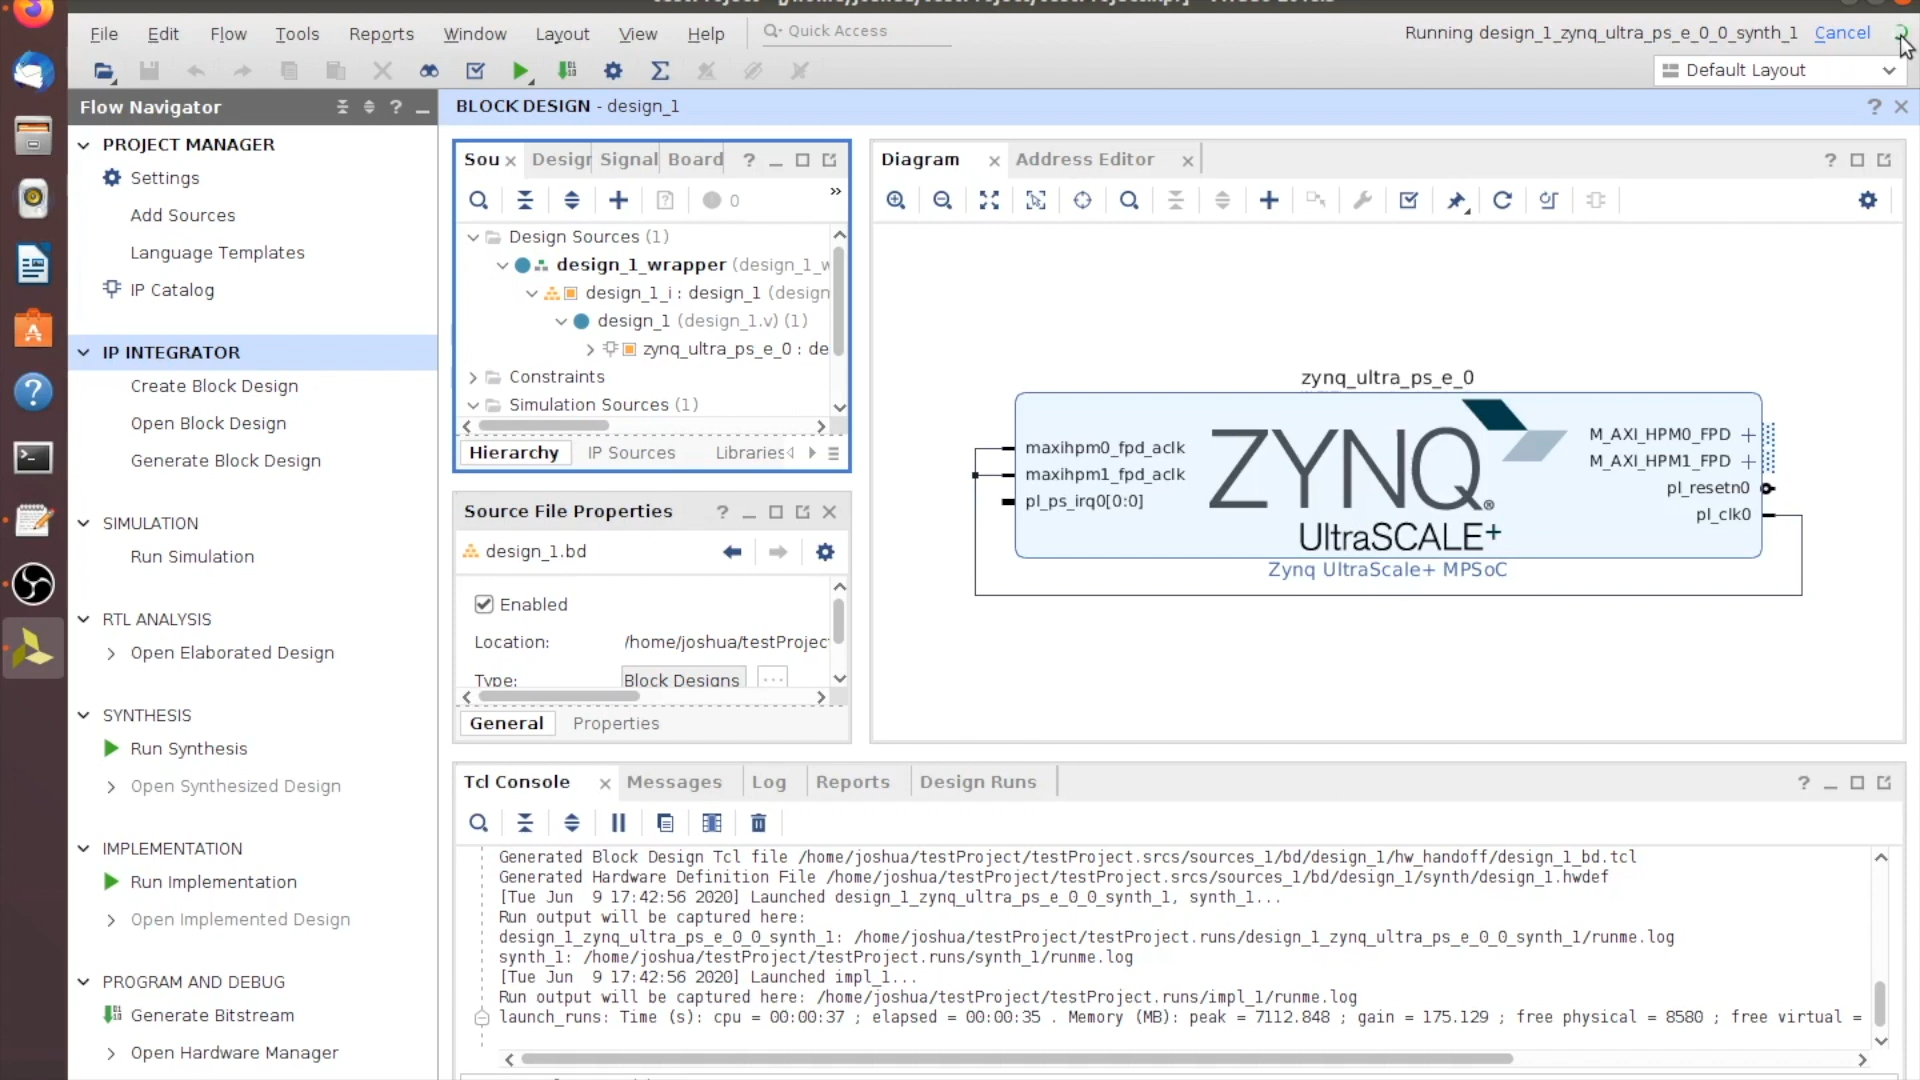 File Edit Flow Tools Reports Window Layout View Help Quick Access
Running design_1_zynq_ultra_ps_e_0_0_synth_1 Cancel
Default Layout
Flow Navigator
PROJECT MANAGER
Settings
Add Sources
Language Templates
IP Catalog
IP INTEGRATOR
Create Block Design
Open Block Design
Generate Block Design
SIMULATION
Run Simulation
RTL ANALYSIS
Open Elaborated Design
SYNTHESIS
Run Synthesis
Open Synthesized Design
IMPLEMENTATION
Run Implementation
Open Implemented Design
PROGRAM AND DEBUG
Generate Bitstream
Open Hardware Manager
BLOCK DESIGN - design_1
Sou Design Signal Board
0
Design Sources (1)
design_1_wrapper (design_1_w
design_1_i : design_1 (design
design_1 (design_1.v) (1)
zynq_ultra_ps_e_0 : de
Constraints
Simulation Sources (1)
Hierarchy IP Sources Libraries
Source File Properties
design_1.bd
Enabled
Location: /home/joshua/testProjec
Type: Block Designs
General Properties
Diagram Address Editor
zynq_ultra_ps_e_0
maxihpm0_fpd_aclk
maxihpm1_fpd_aclk
pl_ps_irq0[0:0]
ZYNQ
UltraSCALE+
M_AXI_HPM0_FPD
M_AXI_HPM1_FPD
pl_resetn0
pl_clk0
Zynq UltraScale+ MPSoC
Tcl Console Messages Log Reports Design Runs
Generated Block Design Tcl file /home/joshua/testProject/testProject.srcs/sources_1/bd/design_1/hw_handoff/design_1_bd.tcl
Generated Hardware Definition File /home/joshua/testProject/testProject.srcs/sources_1/bd/design_1/synth/design_1.hwdef
[Tue Jun  9 17:42:56 2020] Launched design_1_zynq_ultra_ps_e_0_0_synth_1, synth_1...
Run output will be captured here:
design_1_zynq_ultra_ps_e_0_0_synth_1: /home/joshua/testProject/testProject.runs/design_1_zynq_ultra_ps_e_0_0_synth_1/runme.log
synth_1: /home/joshua/testProject/testProject.runs/synth_1/runme.log
[Tue Jun  9 17:42:56 2020] Launched impl_1...
Run output will be captured here: /home/joshua/testProject/testProject.runs/impl_1/runme.log
launch_runs: Time (s): cpu = 00:00:37 ; elapsed = 00:00:35 . Memory (MB): peak = 7112.848 ; gain = 175.129 ; free physical = 8580 ; free virtual =